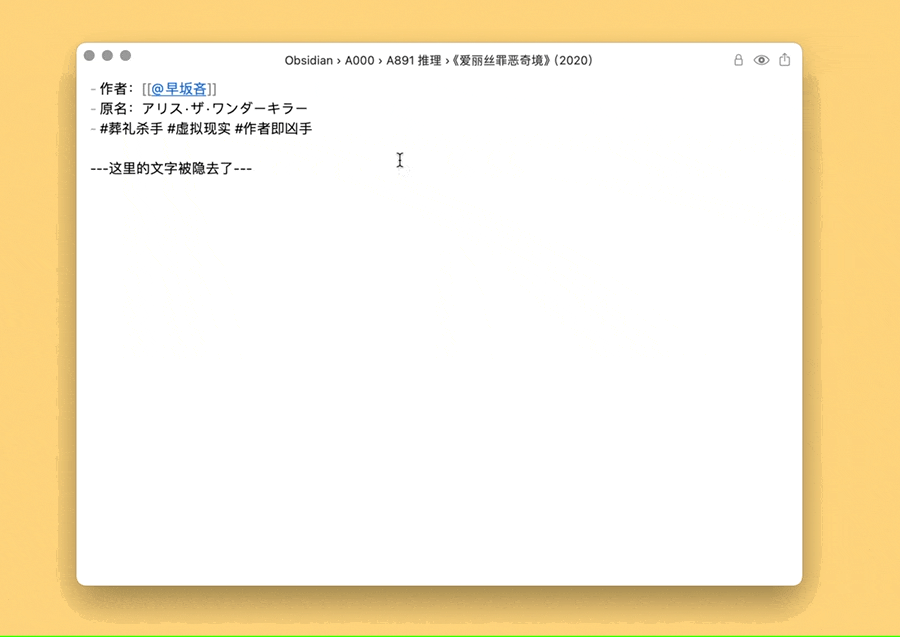 Obsidian › A000 › A891 推理 ›《爱丽丝罪恶奇境》(2020)
- 作者：[[@早坂吝]]
- 原名：アリス·ザ·ワンダーキラー
- #葬礼杀手 #虚拟现实 #作者即凶手
---这里的文字被隐去了---